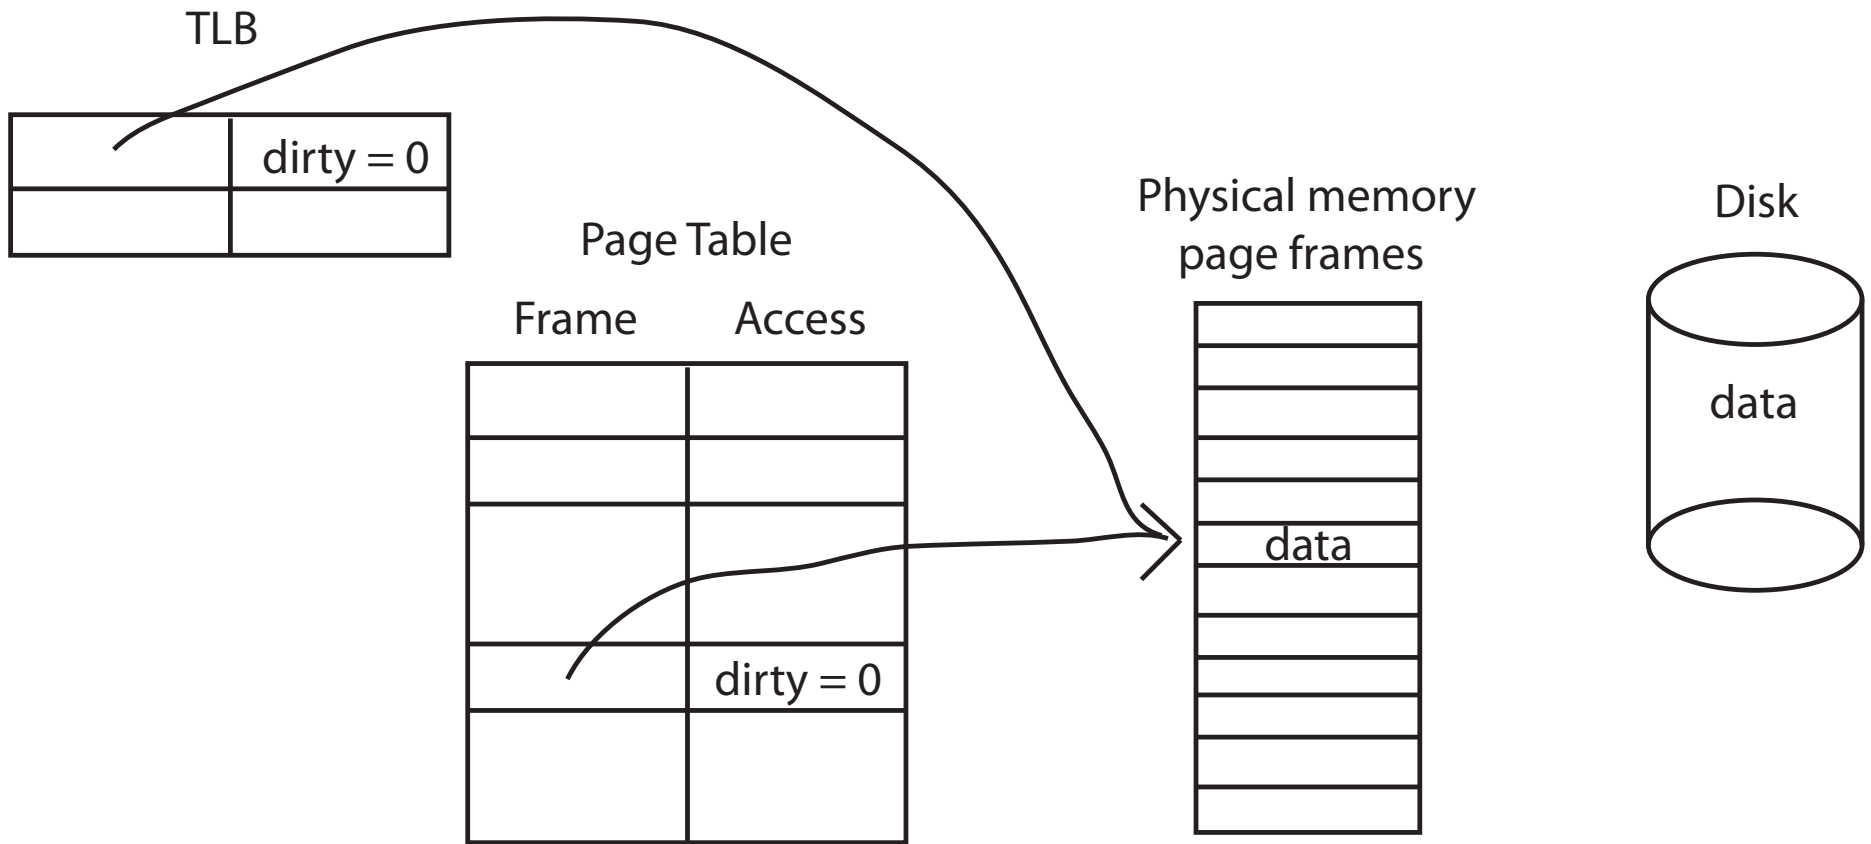 TLB
dirty = 0
Page Table
Frame Access
dirty = 0
Physical memory
page frames
data
Disk
data